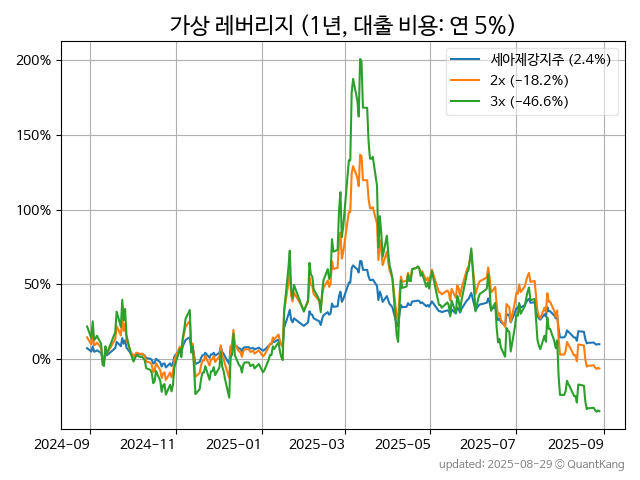 가상 레버리지 (1년, 대출 비용: 연 5%)
세아제강지주 (2.4%)
2x (−18.2%)
3x (−46.6%)
200%
150%
100%
50%
0%
2024-09
2024-11
2025-01
2025-03
2025-05
2025-07
2025-09
updated: 2025-08-29 © QuantKang